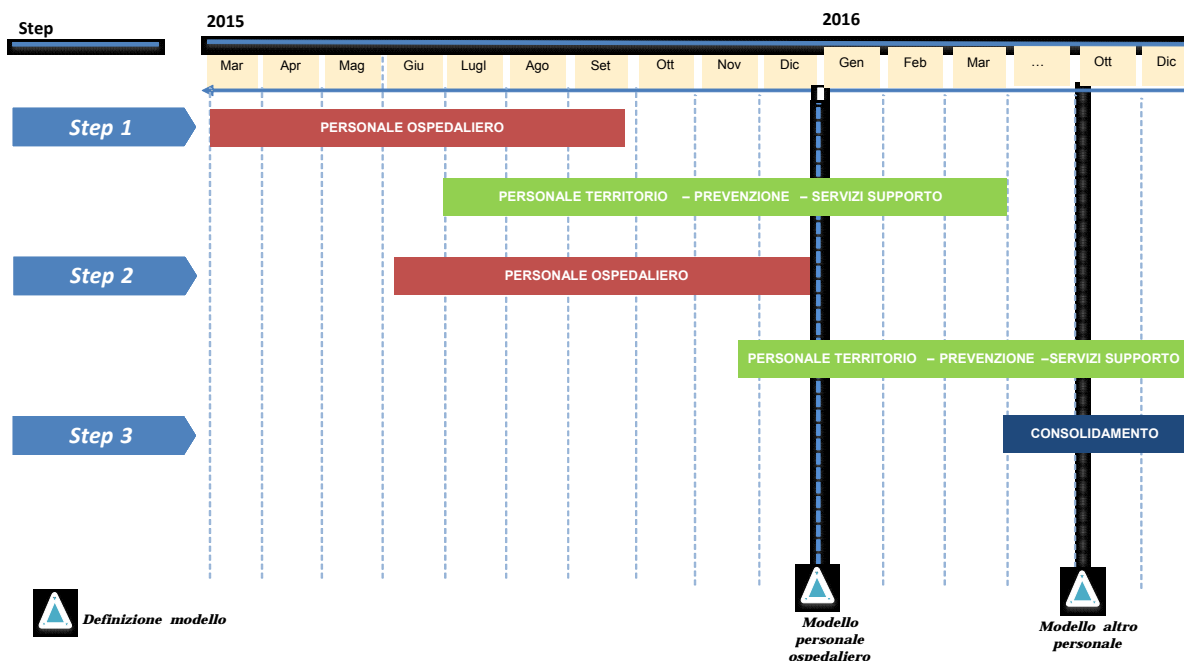 Step
2015
2016
Mar Apr Mag Giu Lugl Ago Set Ott Nov Dic Gen Feb Mar ... Ott Dic
Step 1
PERSONALE OSPEDALIERO
PERSONALE TERRITORIO – PREVENZIONE – SERVIZI SUPPORTO
Step 2
PERSONALE OSPEDALIERO
PERSONALE TERRITORIO – PREVENZIONE –SERVIZI SUPPORTO
Step 3
CONSOLIDAMENTO
Definizione modello
Modello
personale
ospedaliero
Modello altro
personale